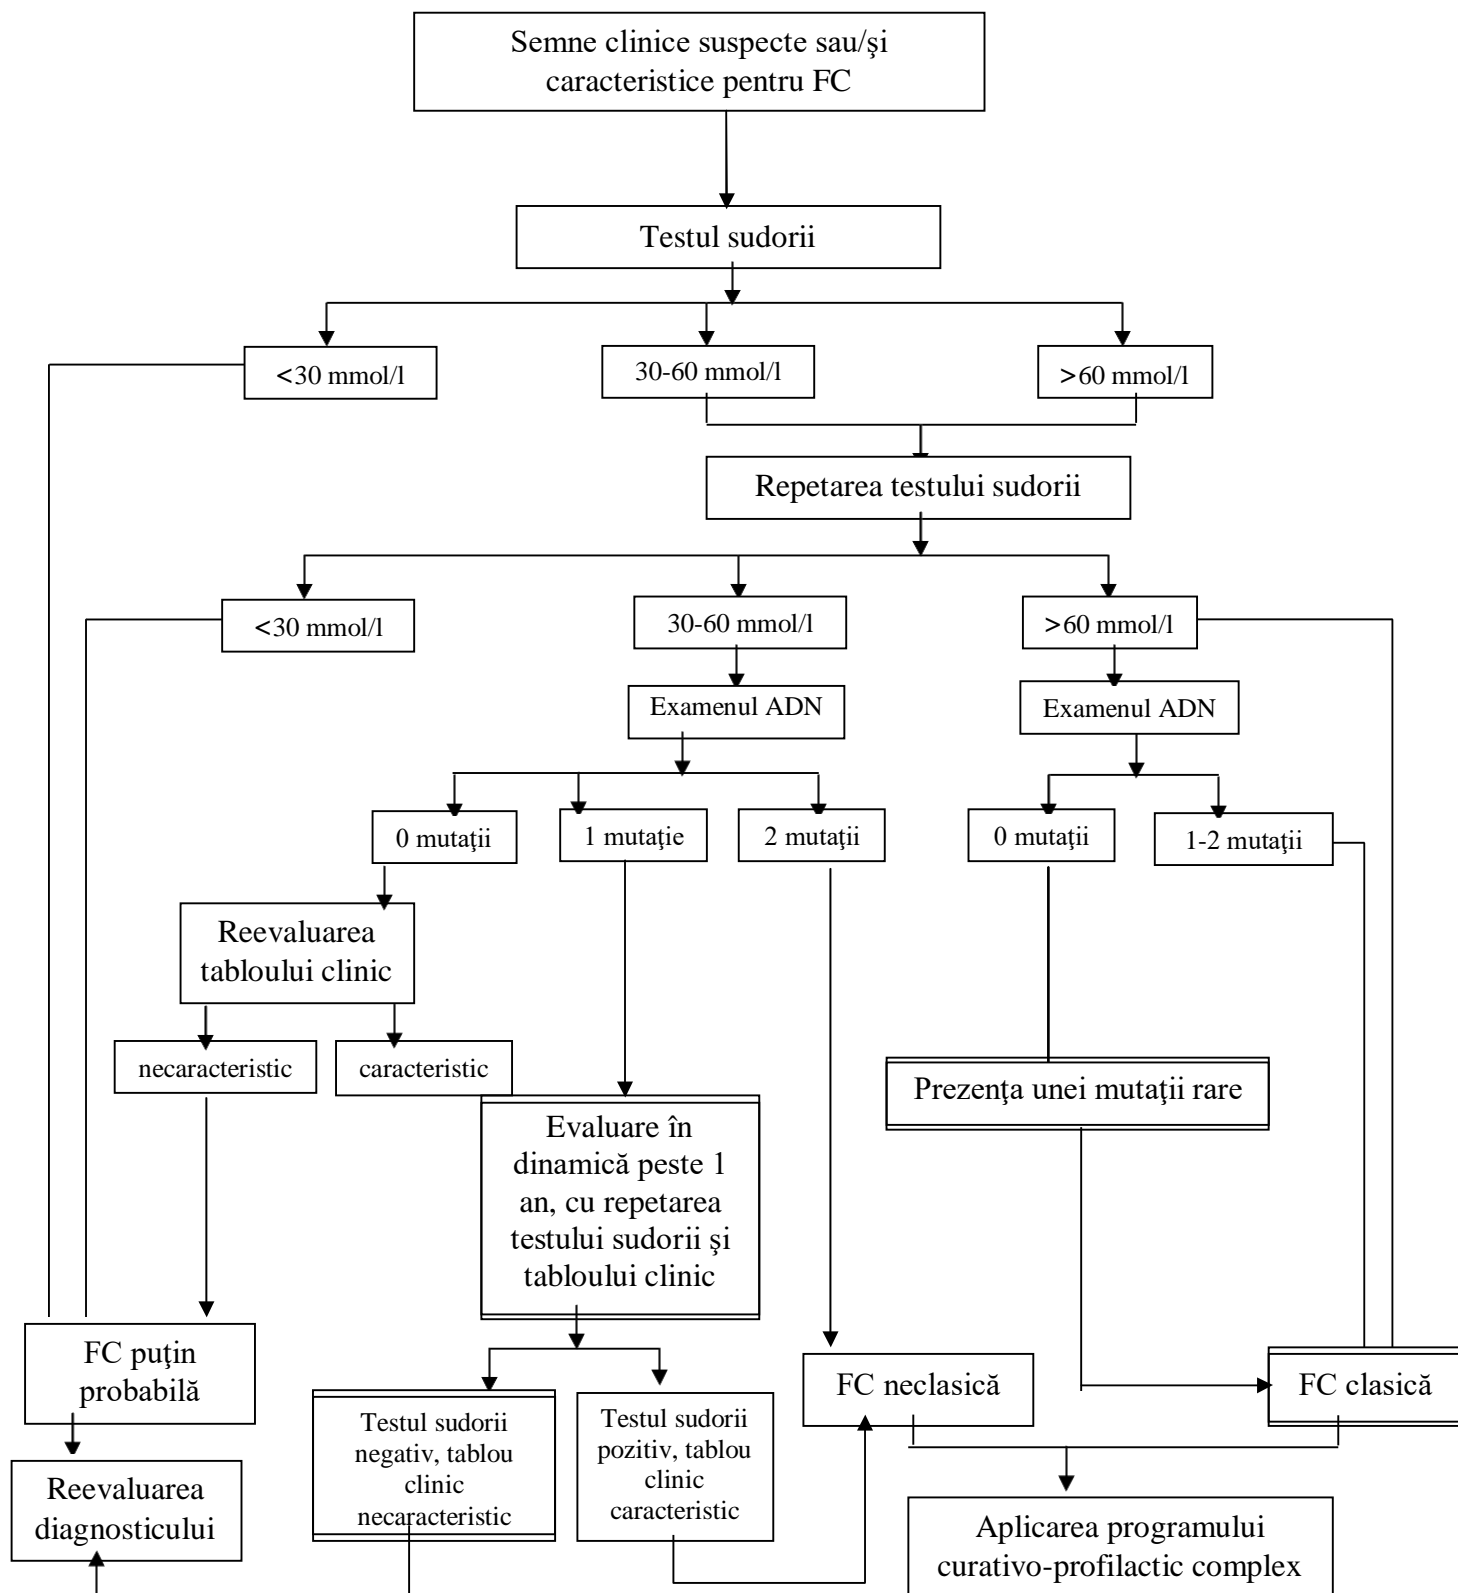 Semne clinice suspecte sau/şi
caracteristice pentru FC
Testul sudorii
<30 mmol/l
30-60 mmol/l
>60 mmol/l
Repetarea testului sudorii
<30 mmol/l
30-60 mmol/l
>60 mmol/l
Examenul ADN
Examenul ADN
0 mutaţii
1 mutaţie
2 mutaţii
0 mutaţii
1-2 mutaţii
Reevaluarea
tabloului clinic
necaracteristic
caracteristic
Prezenţa unei mutaţii rare
Evaluare în
dinamică peste 1
an, cu repetarea
testului sudorii şi
tabloului clinic
FC puţin
probabilă
FC neclasică
FC clasică
Testul sudorii
negativ, tablou
clinic
necaracteristic
Testul sudorii
pozitiv, tablou
clinic
caracteristic
Reevaluarea
diagnosticului
Aplicarea programului
curativo-profilactic complex